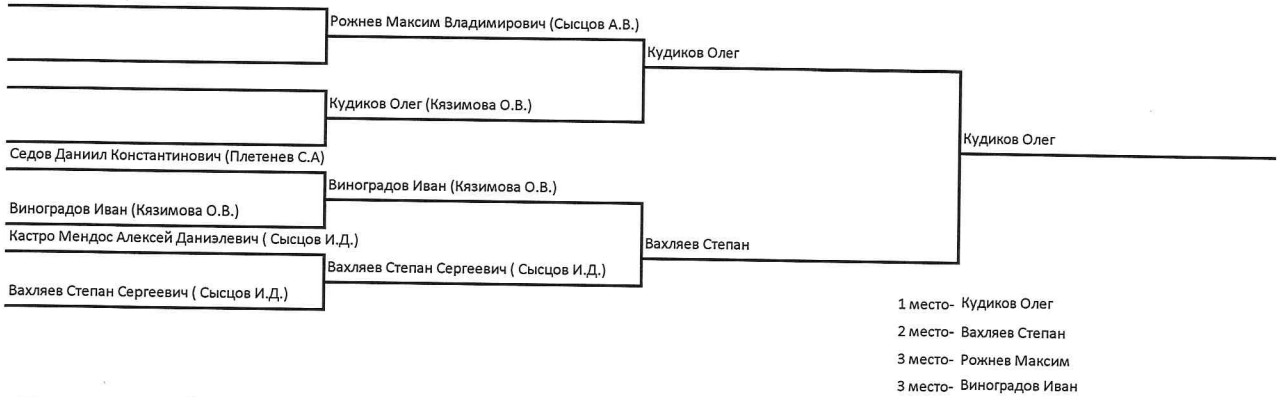 Рожнев Максим Владимирович (Сысцов А.В.)
Кудиков Олег
Кудиков Олег (Кязимова О.В.)
Кудиков Олег
Седов Даниил Константинович (Плетенев С.А)
Виноградов Иван (Кязимова О.В.)
Виноградов Иван (Кязимова О.В.)
Кастро Мендос Алексей Даниэлевич ( Сысцов И.Д.)
Вахляев Степан
Вахляев Степан Сергеевич ( Сысцов И.Д.)
Вахляев Степан Сергеевич ( Сысцов И.Д.)
1 место- Кудиков Олег
2 место- Вахляев Степан
3 место- Рожнев Максим
3 место- Виноградов Иван